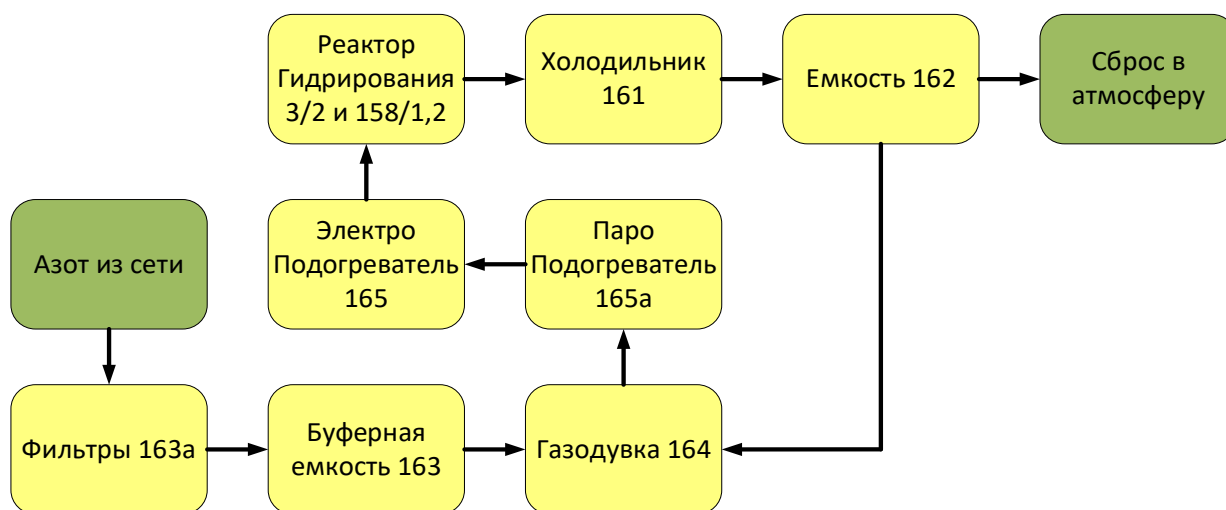 Реактор
Гидрирования
3/2 и 158/1,2
Холодильник
161
Емкость 162
Сброс в
атмосферу
Азот из сети
Электро
Подогреватель
165
Паро
Подогреватель
165а
Фильтры 163а
Буферная
емкость 163
Газодувка 164